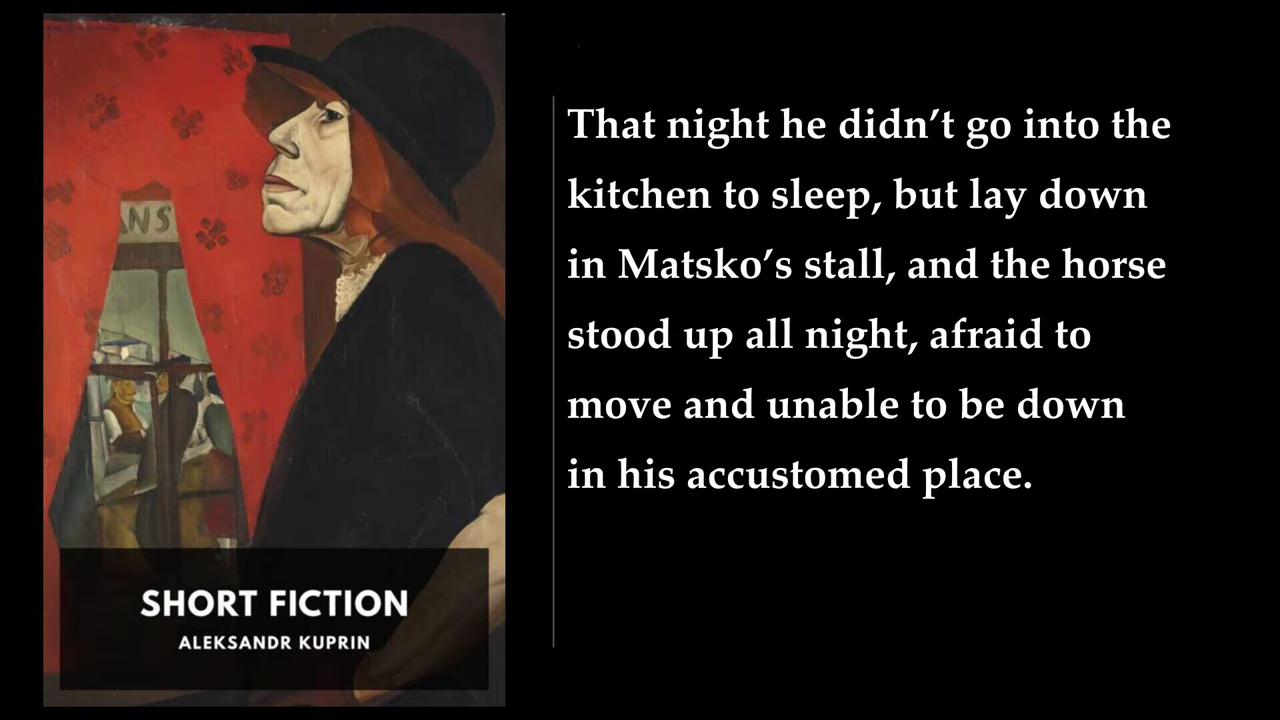 ANS
SHORT FICTION
ALEKSANDR KUPRIN
That night he didn’t go into the
kitchen to sleep, but lay down
in Matsko’s stall, and the horse
stood up all night, afraid to
move and unable to be down
in his accustomed place.